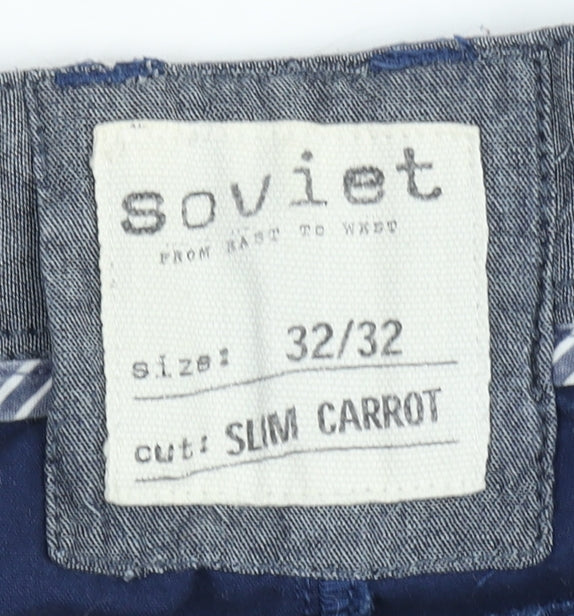 soviet
FROM EAST TO WEST
size: 32/32
cut: SLIM CARROT